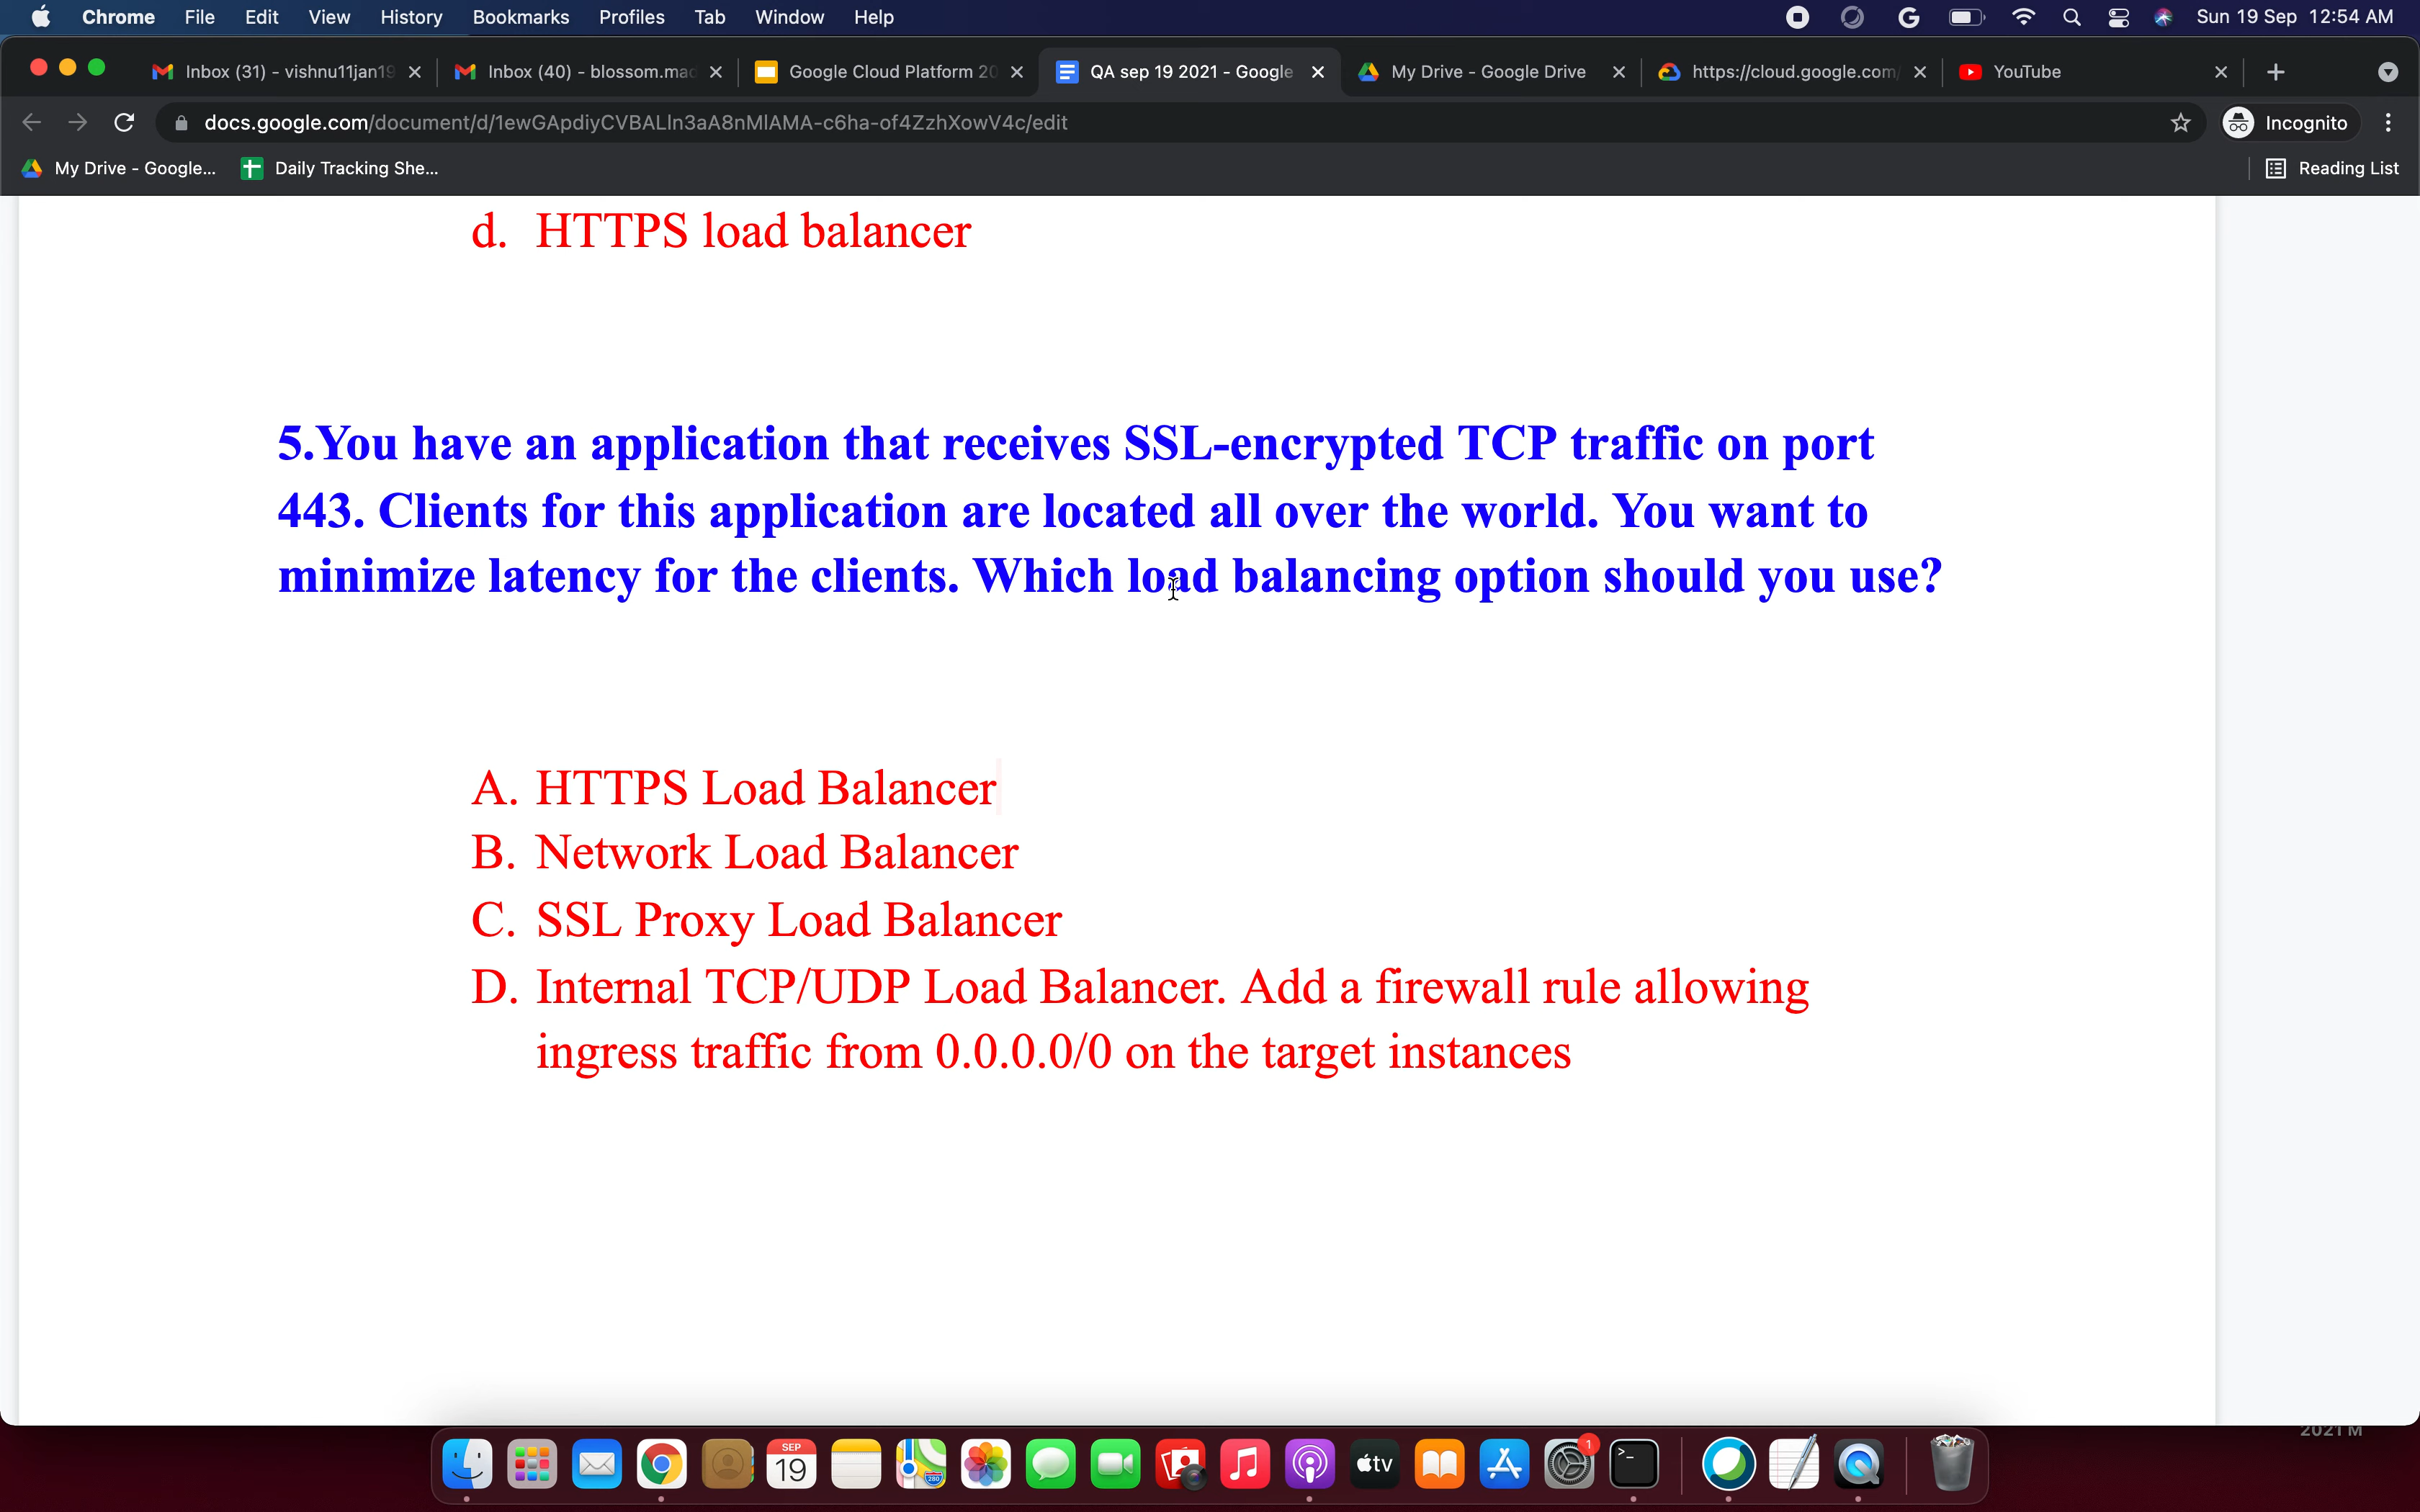 Chrome File Edit View History Bookmarks Profiles Tab Window Help Sun 19 Sep 12:54 AM
Inbox (31) - vishnu11jan19 Inbox (40) - blossom.mad Google Cloud Platform 20 QA sep 19 2021 - Google My Drive - Google Drive https://cloud.google.com/ YouTube
docs.google.com/document/d/1ewGApdiyCVBALln3aA8nMlAMA-c6ha-of4ZzhXowV4c/edit Incognito
My Drive - Google... Daily Tracking She... Reading List
d. HTTPS load balancer
5.You have an application that receives SSL-encrypted TCP traffic on port
443. Clients for this application are located all over the world. You want to
minimize latency for the clients. Which load balancing option should you use?
A. HTTPS Load Balancer
B. Network Load Balancer
C. SSL Proxy Load Balancer
D. Internal TCP/UDP Load Balancer. Add a firewall rule allowing
ingress traffic from 0.0.0.0/0 on the target instances
2021 M
SEP
19
280
tv
1